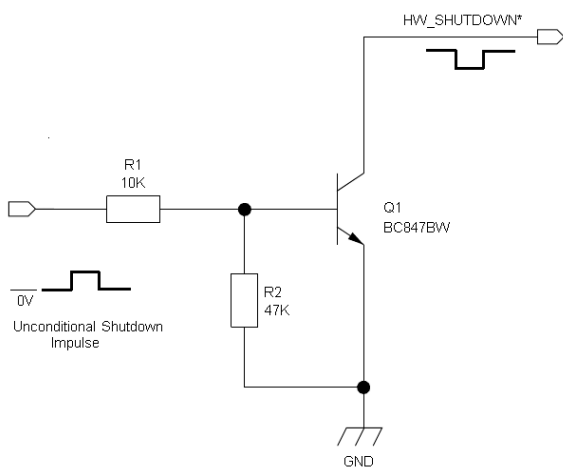 HW_SHUTDOWN*
R1
10K
Q1
BC847BW
R2
47K
0V
Unconditional Shutdown
Impulse
GND